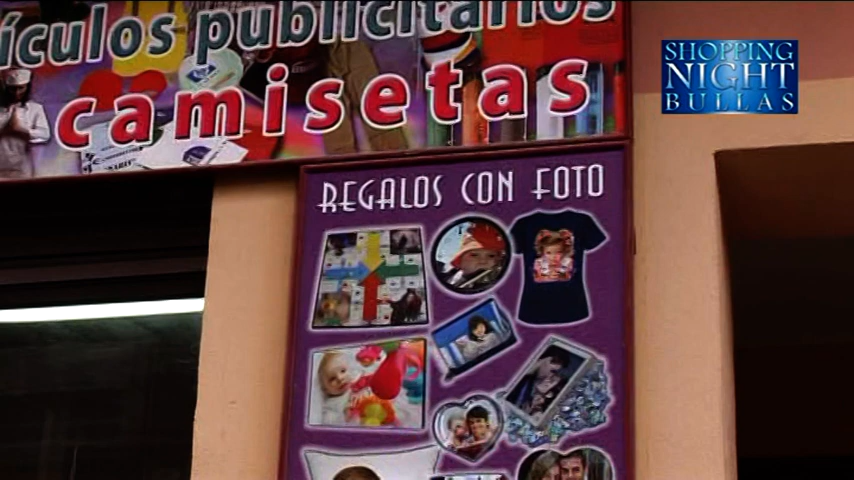 ículos publicitarios
camisetas
SHOPPING
NIGHT
BULLAS
REGALOS CON FOTO